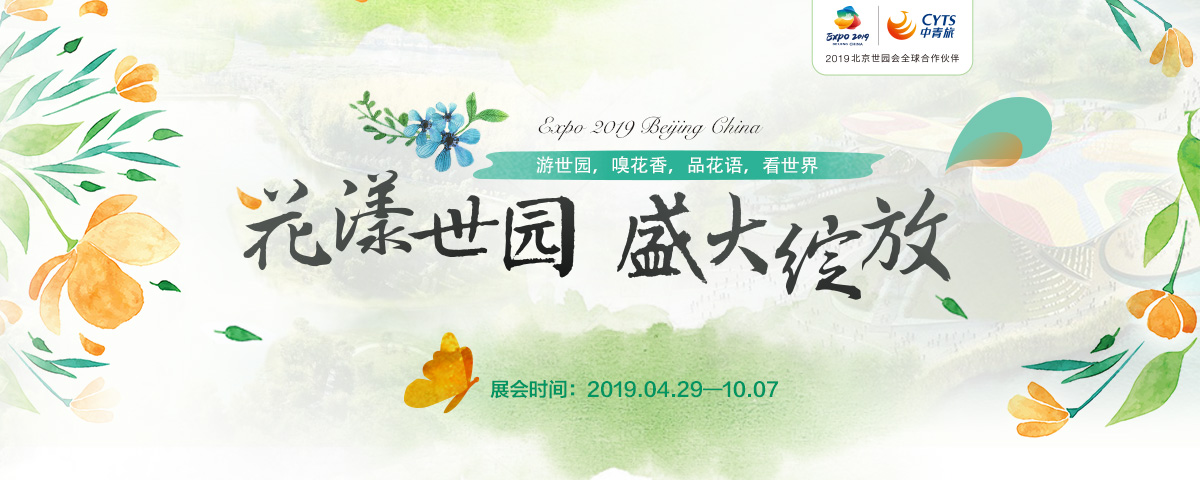 EXPO 2019
BEIJING CHINA
CYTS
中青旅
2019北京世园会全球合作伙伴
Expo 2019 Beijing China
游世园，嗅花香，品花语，看世界
花漾世园 盛大绽放
展会时间：2019.04.29—10.07